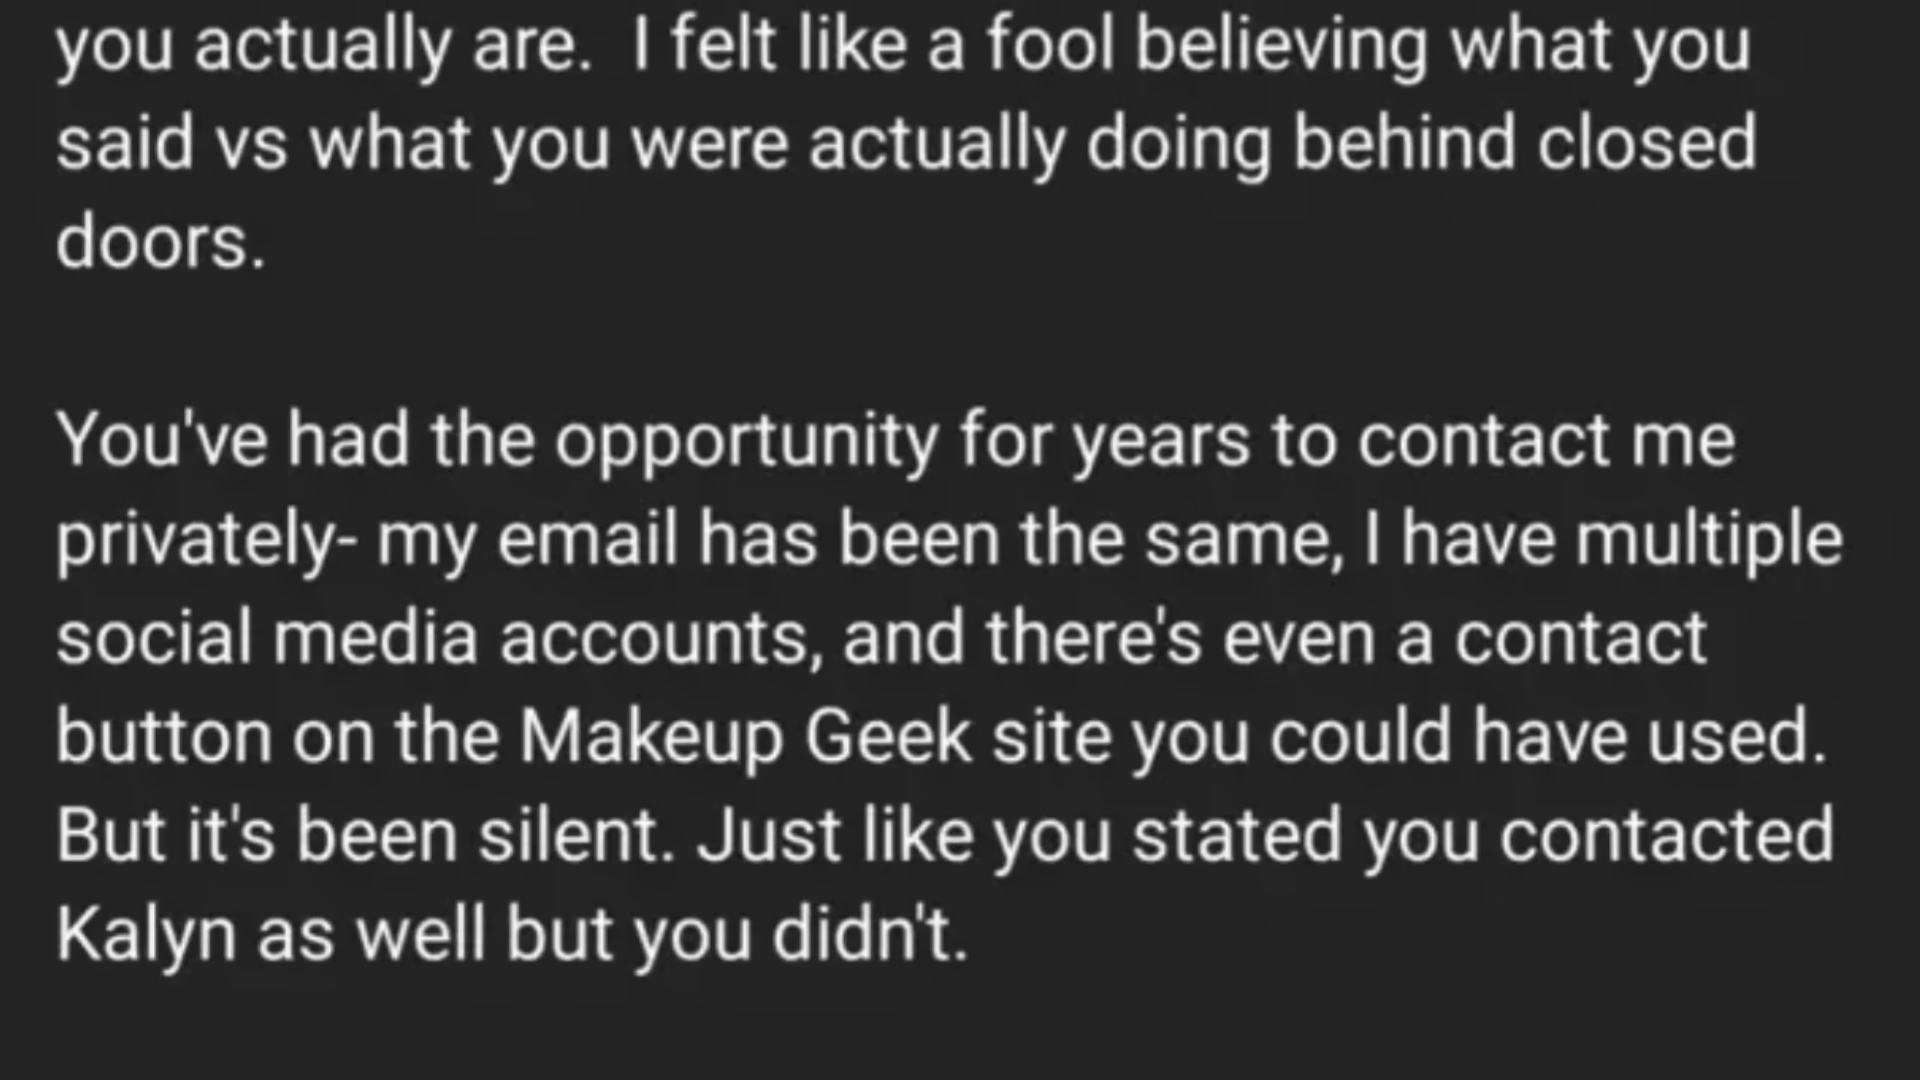 you actually are.  I felt like a fool believing what you
said vs what you were actually doing behind closed
doors.
You've had the opportunity for years to contact me
privately- my email has been the same, I have multiple
social media accounts, and there's even a contact
button on the Makeup Geek site you could have used.
But it's been silent. Just like you stated you contacted
Kalyn as well but you didn't.